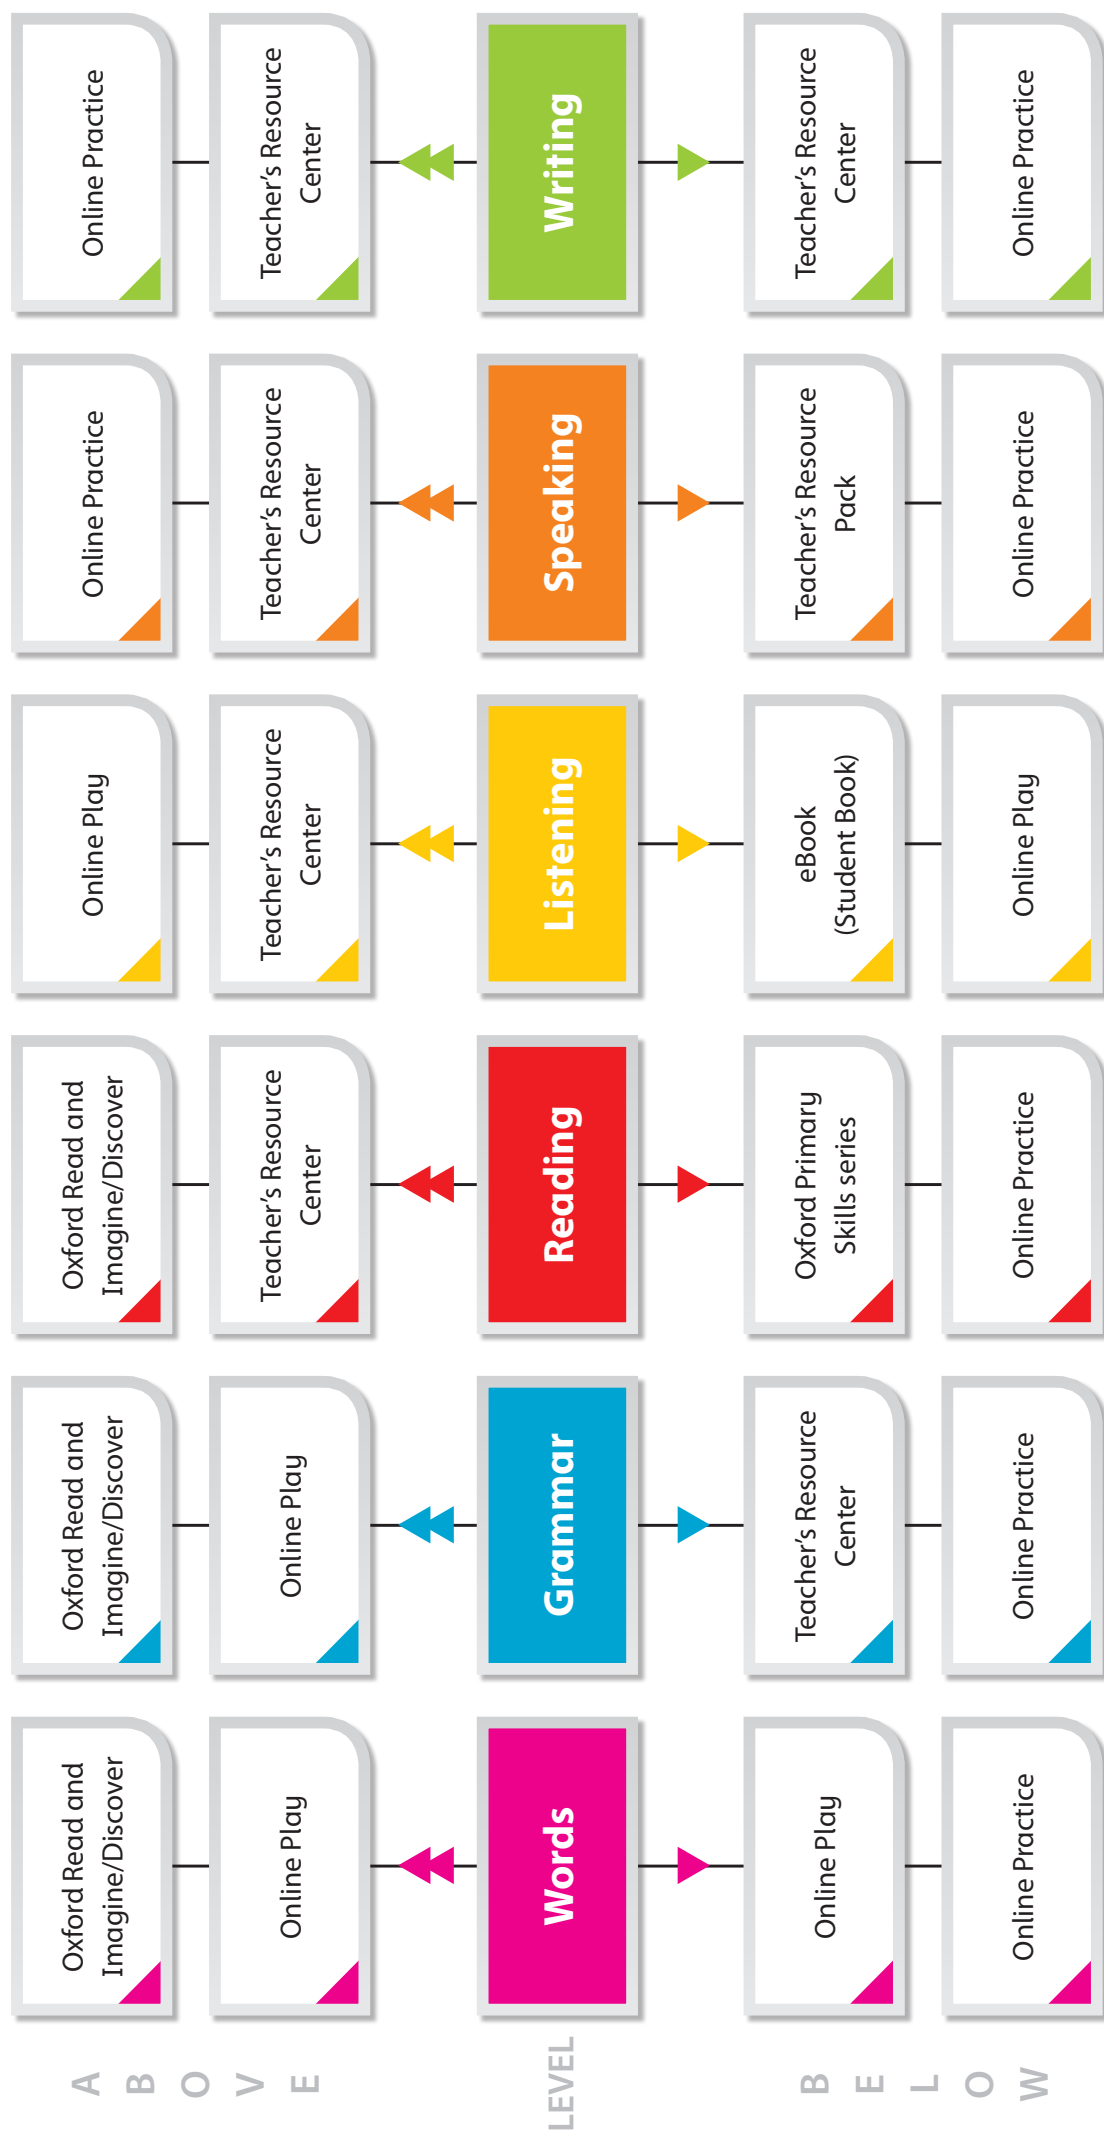 A
B
O
V
E
Oxford Read and
Imagine/Discover
Oxford Read and
Imagine/Discover
Oxford Read and
Imagine/Discover
Online Play
Online Practice
Online Practice
Online Play
Online Play
Teacher’s Resource
Center
Teacher’s Resource
Center
Teacher’s Resource
Center
Teacher’s Resource
Center
LEVEL
Words
Grammar
Reading
Listening
Speaking
Writing
B
E
L
O
W
Online Play
Teacher’s Resource
Center
Oxford Primary
Skills series
eBook
(Student Book)
Teacher’s Resource
Pack
Teacher’s Resource
Center
Online Practice
Online Practice
Online Practice
Online Play
Online Practice
Online Practice